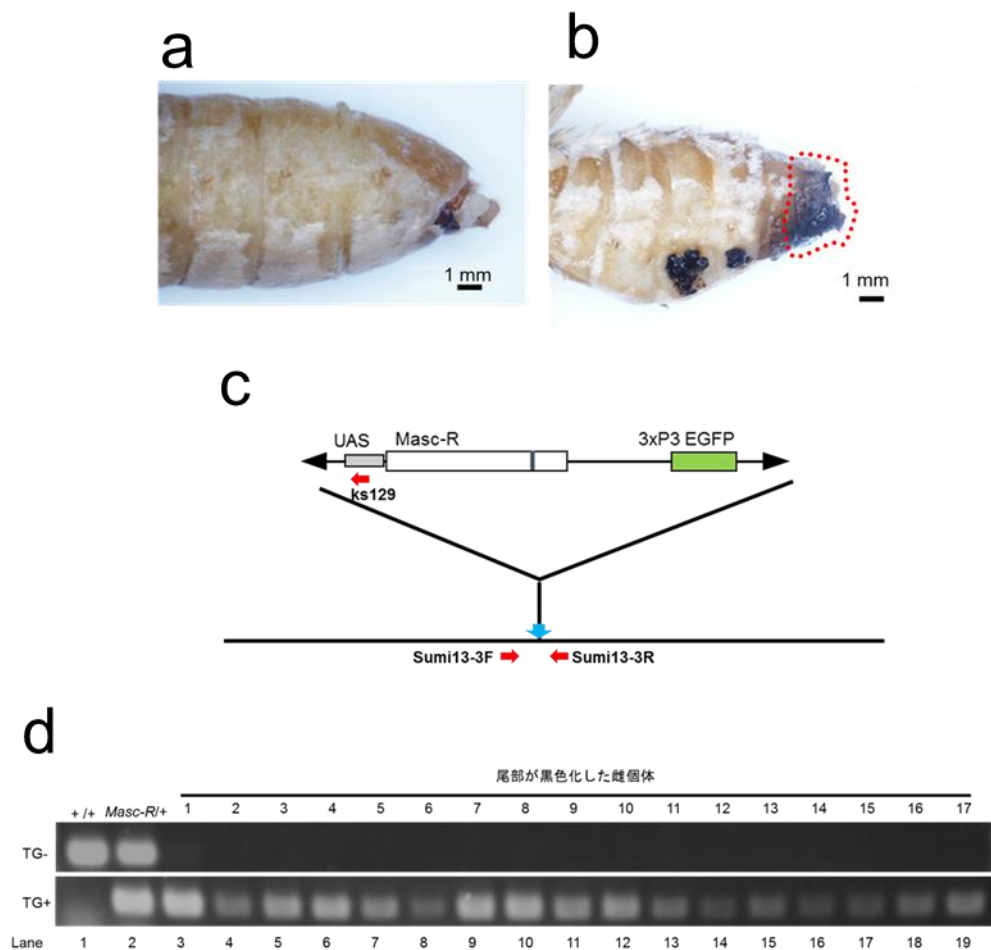 a
b
1 mm
1 mm
c
UAS
Masc-R
3xP3 EGFP
ks129
Sumi13-3F
Sumi13-3R
d
尾部が黒色化した雌個体
+/+ Masc-R/+ 1 2 3 4 5 6 7 8 9 10 11 12 13 14 15 16 17
TG-
TG+
Lane 1 2 3 4 5 6 7 8 9 10 11 12 13 14 15 16 17 18 19